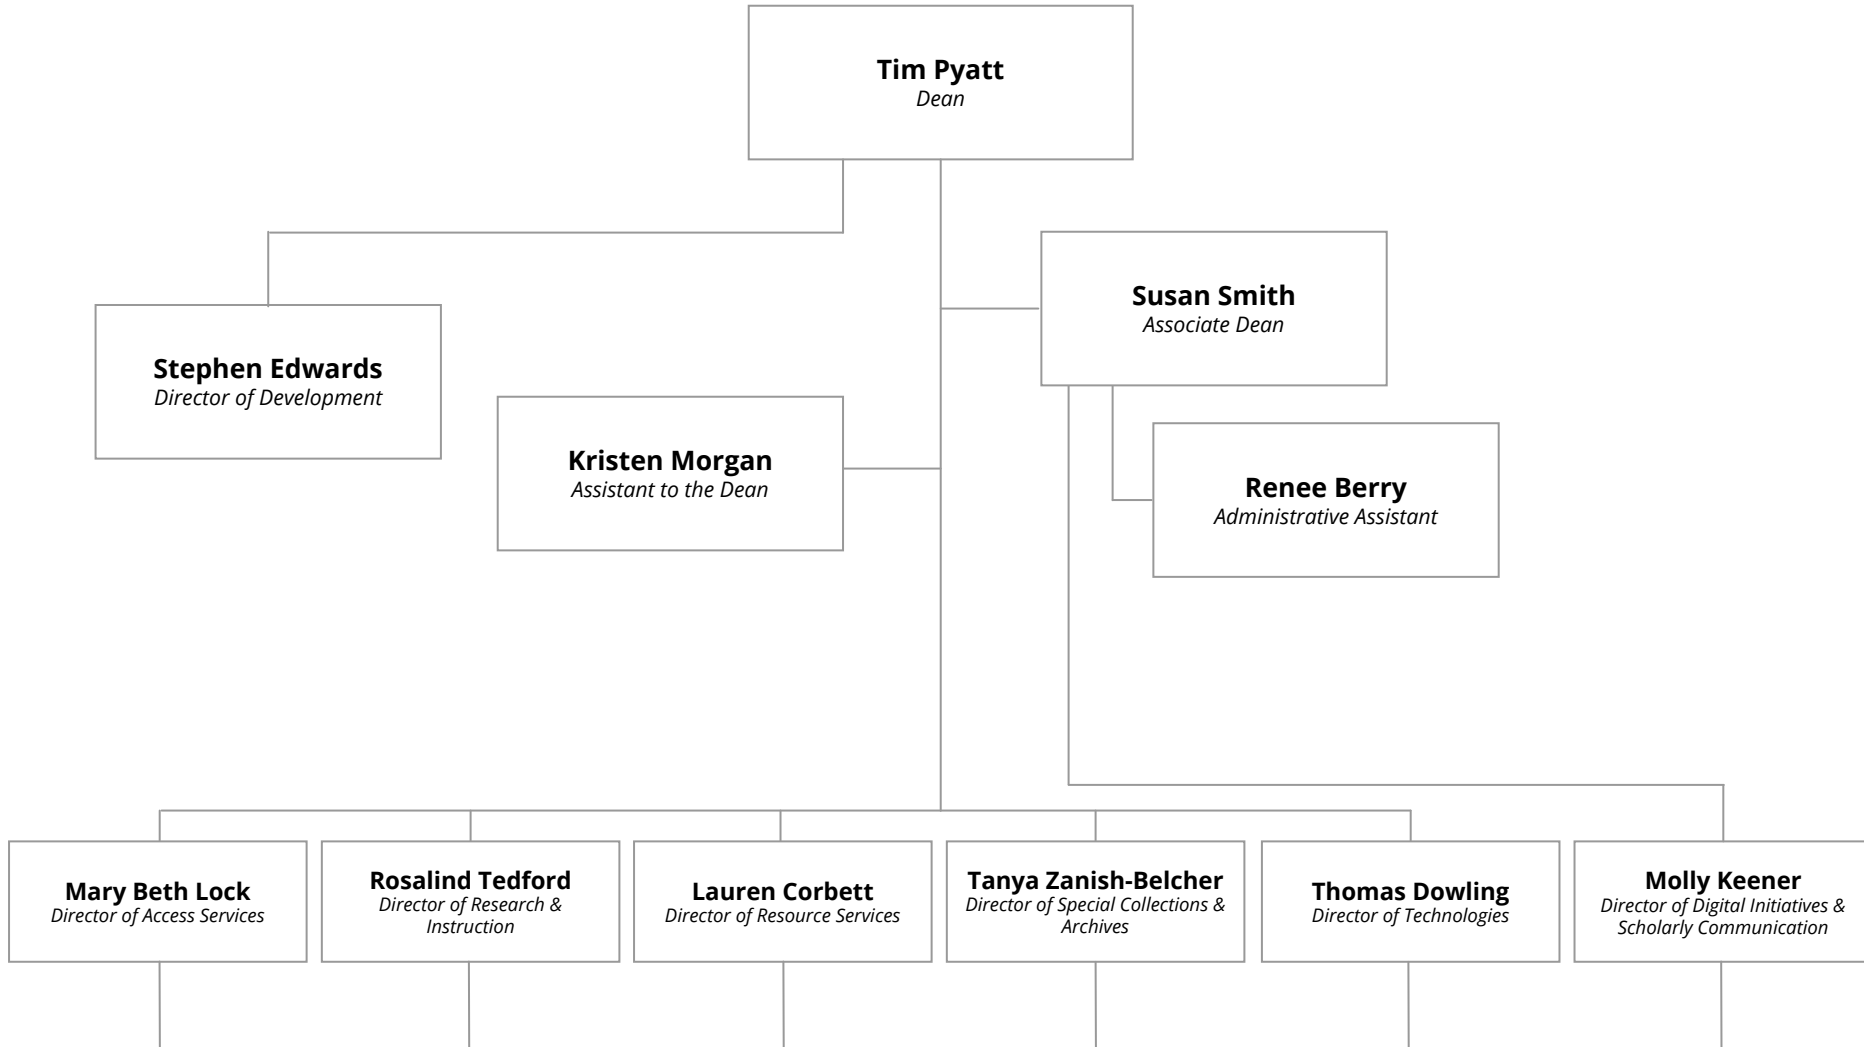 Tim Pyatt
Dean
Susan Smith
Associate Dean
Stephen Edwards
Director of Development
Kristen Morgan
Assistant to the Dean
Renee Berry
Administrative Assistant
Mary Beth Lock
Director of Access Services
Rosalind Tedford
Director of Research &
Instruction
Lauren Corbett
Director of Resource Services
Tanya Zanish-Belcher
Director of Special Collections &
Archives
Thomas Dowling
Director of Technologies
Molly Keener
Director of Digital Initiatives &
Scholarly Communication